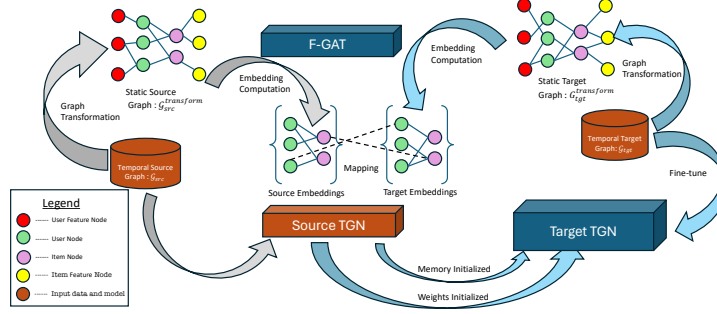 F-GAT
Embedding
Computation
Embedding
Computation
Graph
Transformation
Static Source
Graph : 𝒢_src^transform
Static Target
Graph : G_tgt^transform
Graph
Transformation
Temporal Source
Graph : 𝒢_src
Temporal Target
Graph: 𝒢_tgt
Mapping
Fine-tune
Source Embeddings
Target Embeddings
Legend
------ User Feature Node
------ User Node
------ Item Node
------ Item Feature Node
------ Input data and model
Source TGN
Target TGN
Memory Initialized
Weights Initialized